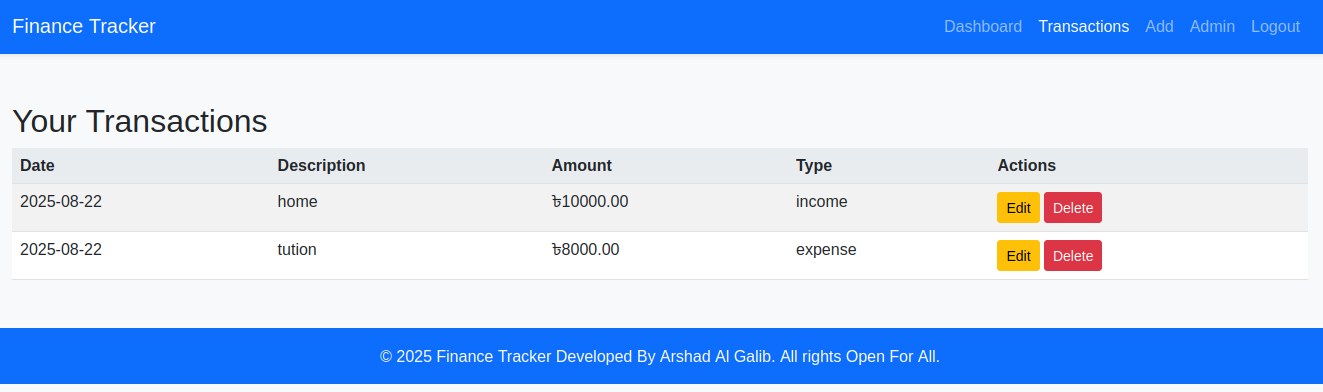 Finance Tracker Dashboard Transactions Add Admin Logout
Your Transactions
Date Description Amount Type Actions
2025-08-22 home ৳10000.00 income Edit Delete
2025-08-22 tution ৳8000.00 expense Edit Delete
© 2025 Finance Tracker Developed By Arshad Al Galib. All rights Open For All.